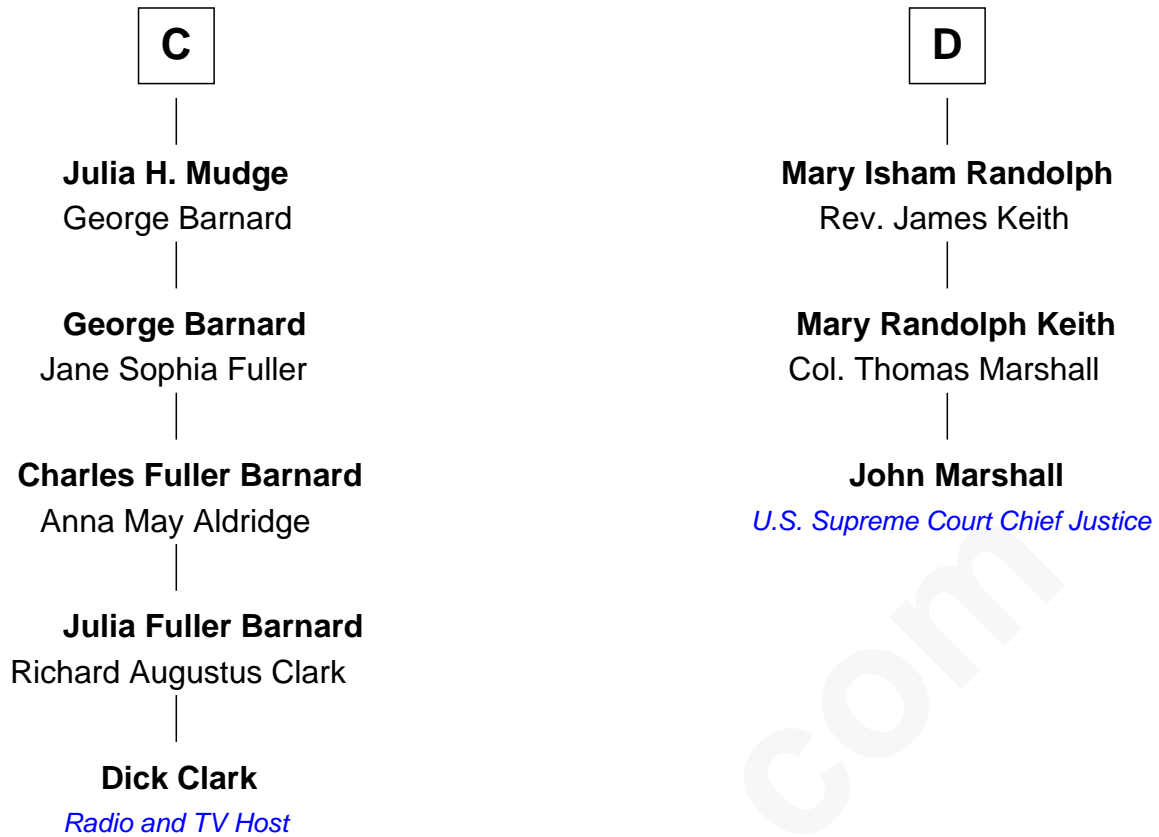 C
Julia H. Mudge
George Barnard
George Barnard
Jane Sophia Fuller
Charles Fuller Barnard
Anna May Aldridge
Julia Fuller Barnard
Richard Augustus Clark
Dick Clark
Radio and TV Host
D
Mary Isham Randolph
Rev. James Keith
Mary Randolph Keith
Col. Thomas Marshall
John Marshall
U.S. Supreme Court Chief Justice
com